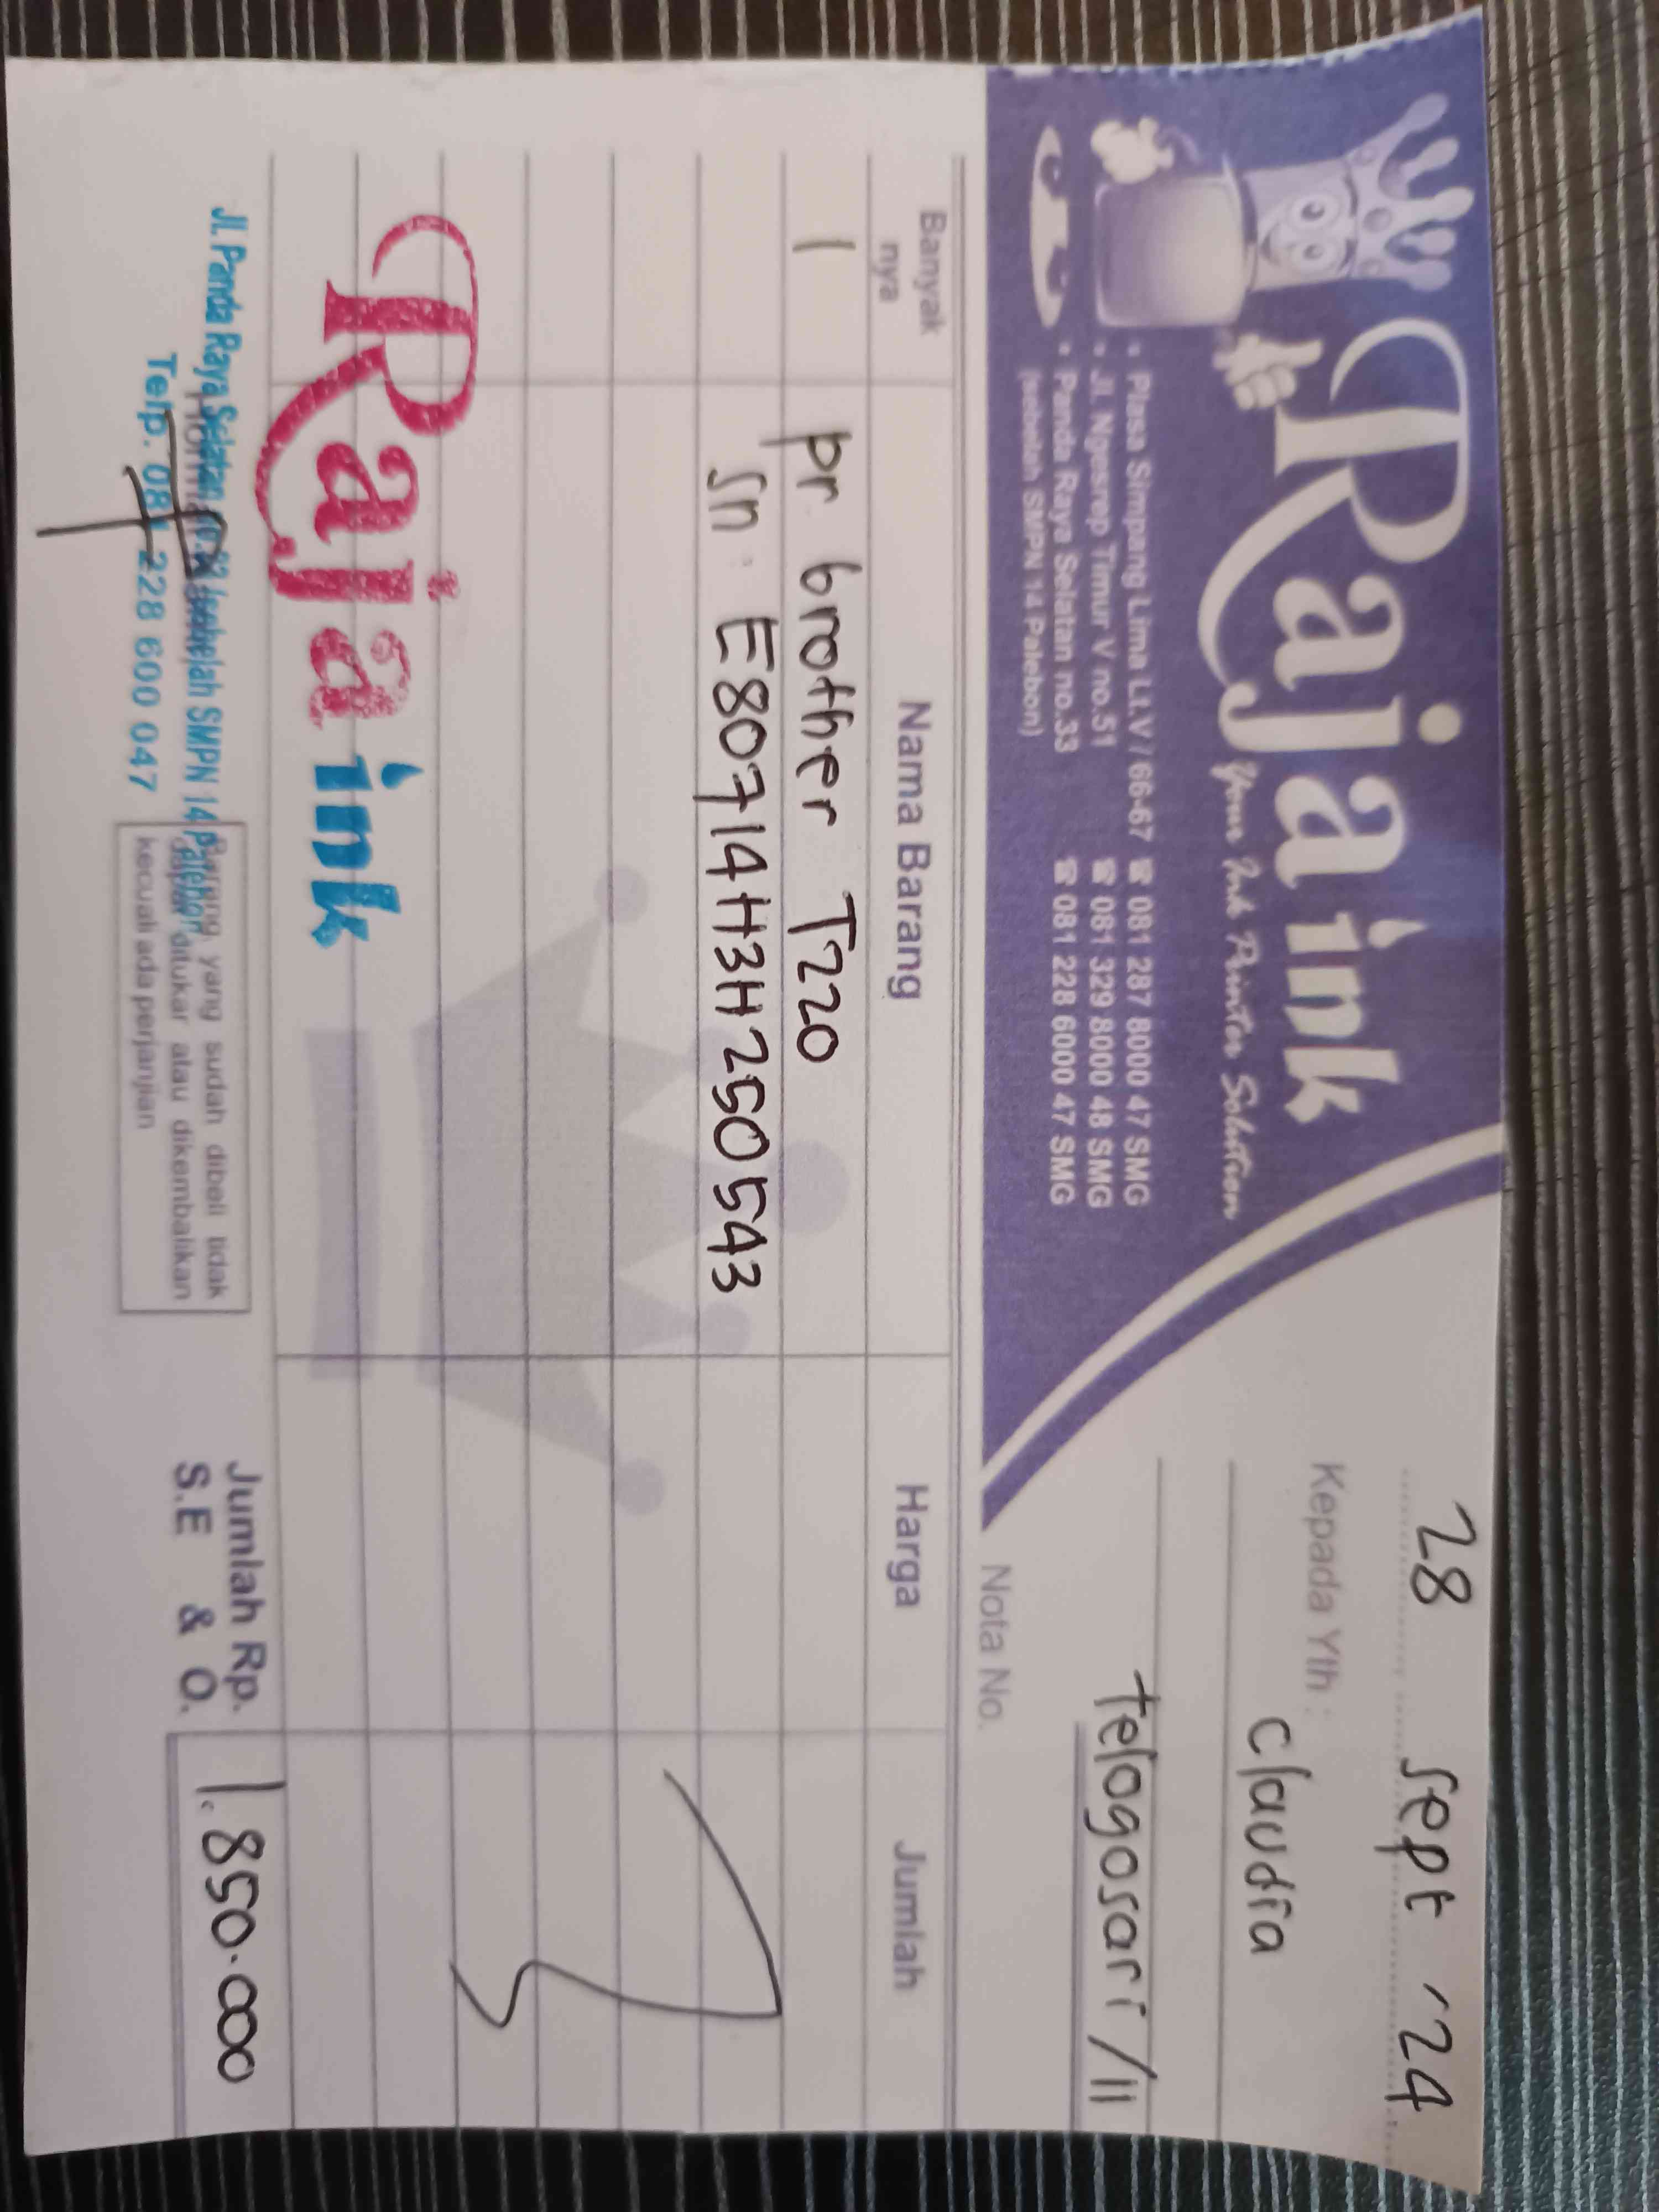 Raja ink
Your Ink Printer Solution
• Plasa Simpang Lima Lt.V / 66-67 ☎ 081 287 8000 47 SMG
• Jl. Ngesrep Timur V no.51 ☎ 081 329 8000 48 SMG
• Panda Raya Selatan no.33 ☎ 081 228 6000 47 SMG
(sebelah SMPN 14 Palebon)
28 Sept '24
Kepada Yth :
Claudia
Telogosari /11
Nota No.
Banyak nya Nama Barang Harga Jumlah
1 pr brother T220
Sn : E80714H3H250543
Raja ink
Jl. Panda Raya Selatan no.33 (sebelah SMPN 14 Palebon
Telp. 081 228 600 047
Barang yang sudah dibeli tidak
dapat ditukar atau dikembalikan
kecuali ada perjanjian
Jumlah Rp. 1.850.000
S.E & O.